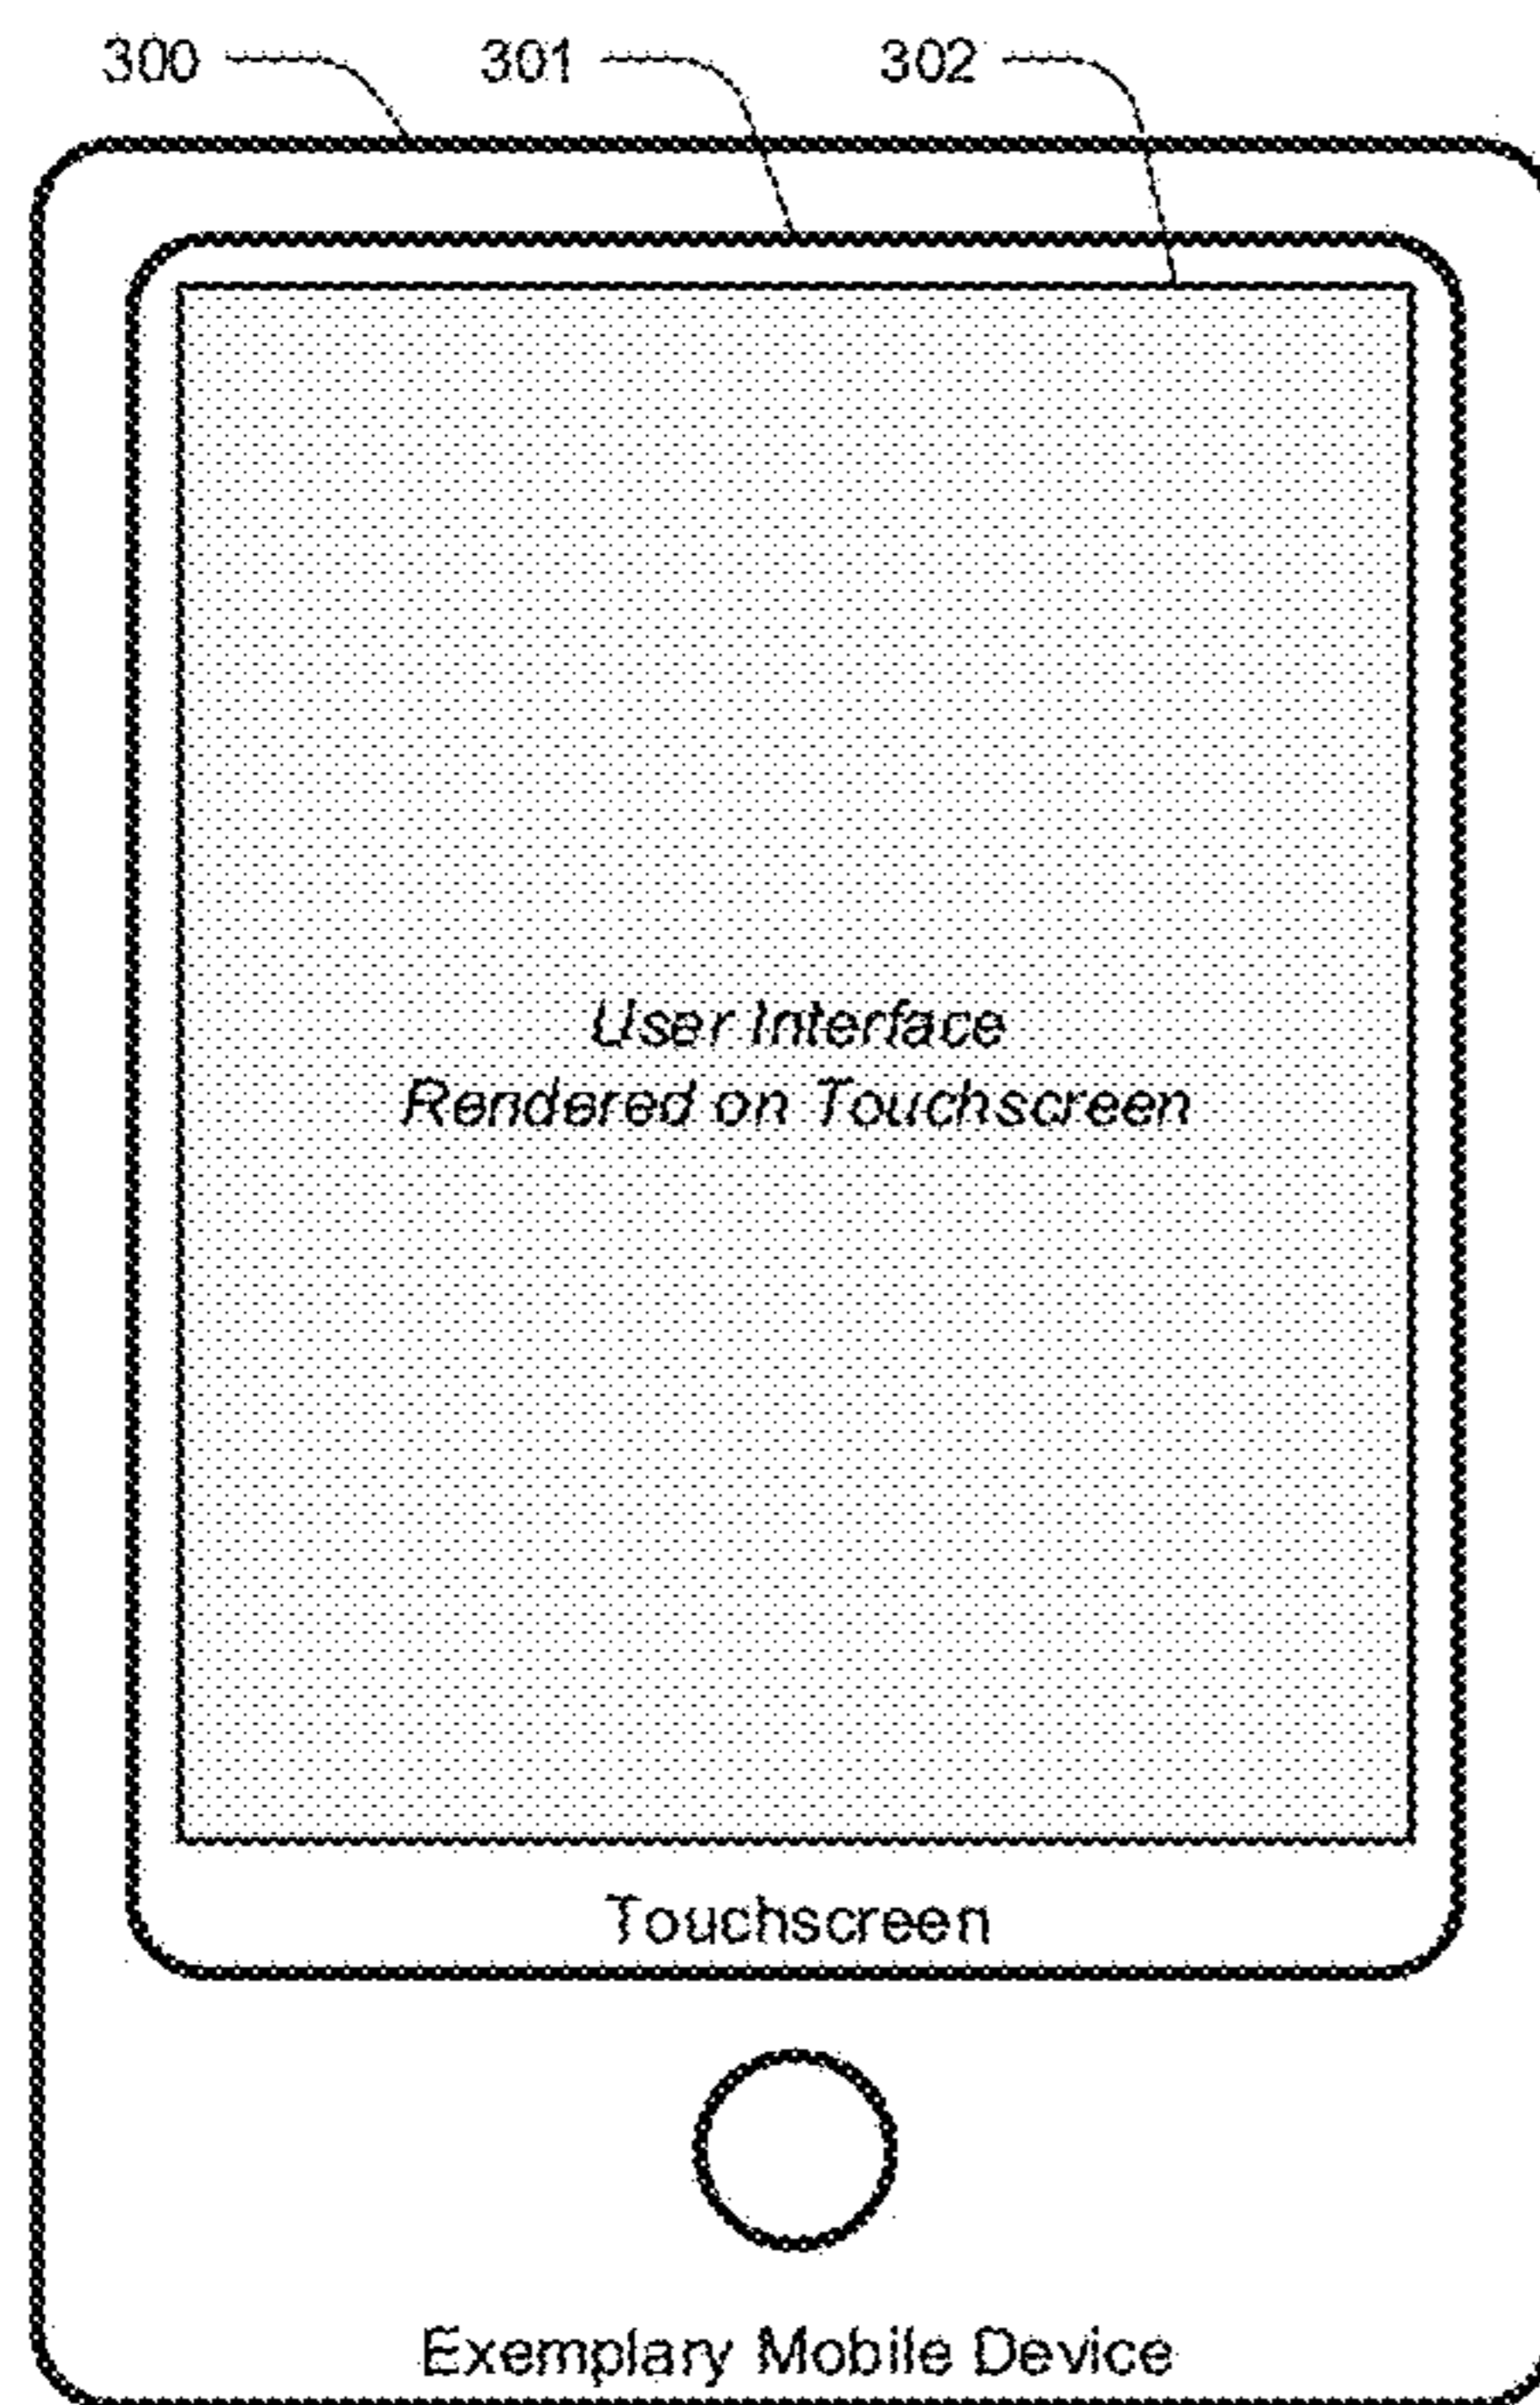 300 301 302
User Interface
Rendered on Touchscreen
Touchscreen
Exemplary Mobile Device